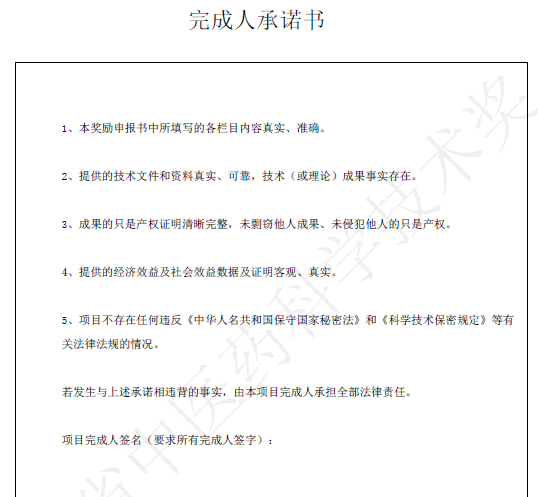 完成人承诺书
1、本奖励申报书中所填写的各栏目内容真实、准确。
2、提供的技术文件和资料真实、可靠，技术（或理论）成果事实存在。
3、成果的只是产权证明清晰完整，未剽窃他人成果、未侵犯他人的只是产权。
4、提供的经济效益及社会效益数据及证明客观、真实。
5、项目不存在任何违反《中华人名共和国保守国家秘密法》和《科学技术保密规定》等有
关法律法规的情况。
若发生与上述承诺相违背的事实，由本项目完成人承担全部法律责任。
项目完成人签名（要求所有完成人签字）：
省中医药科学技术奖